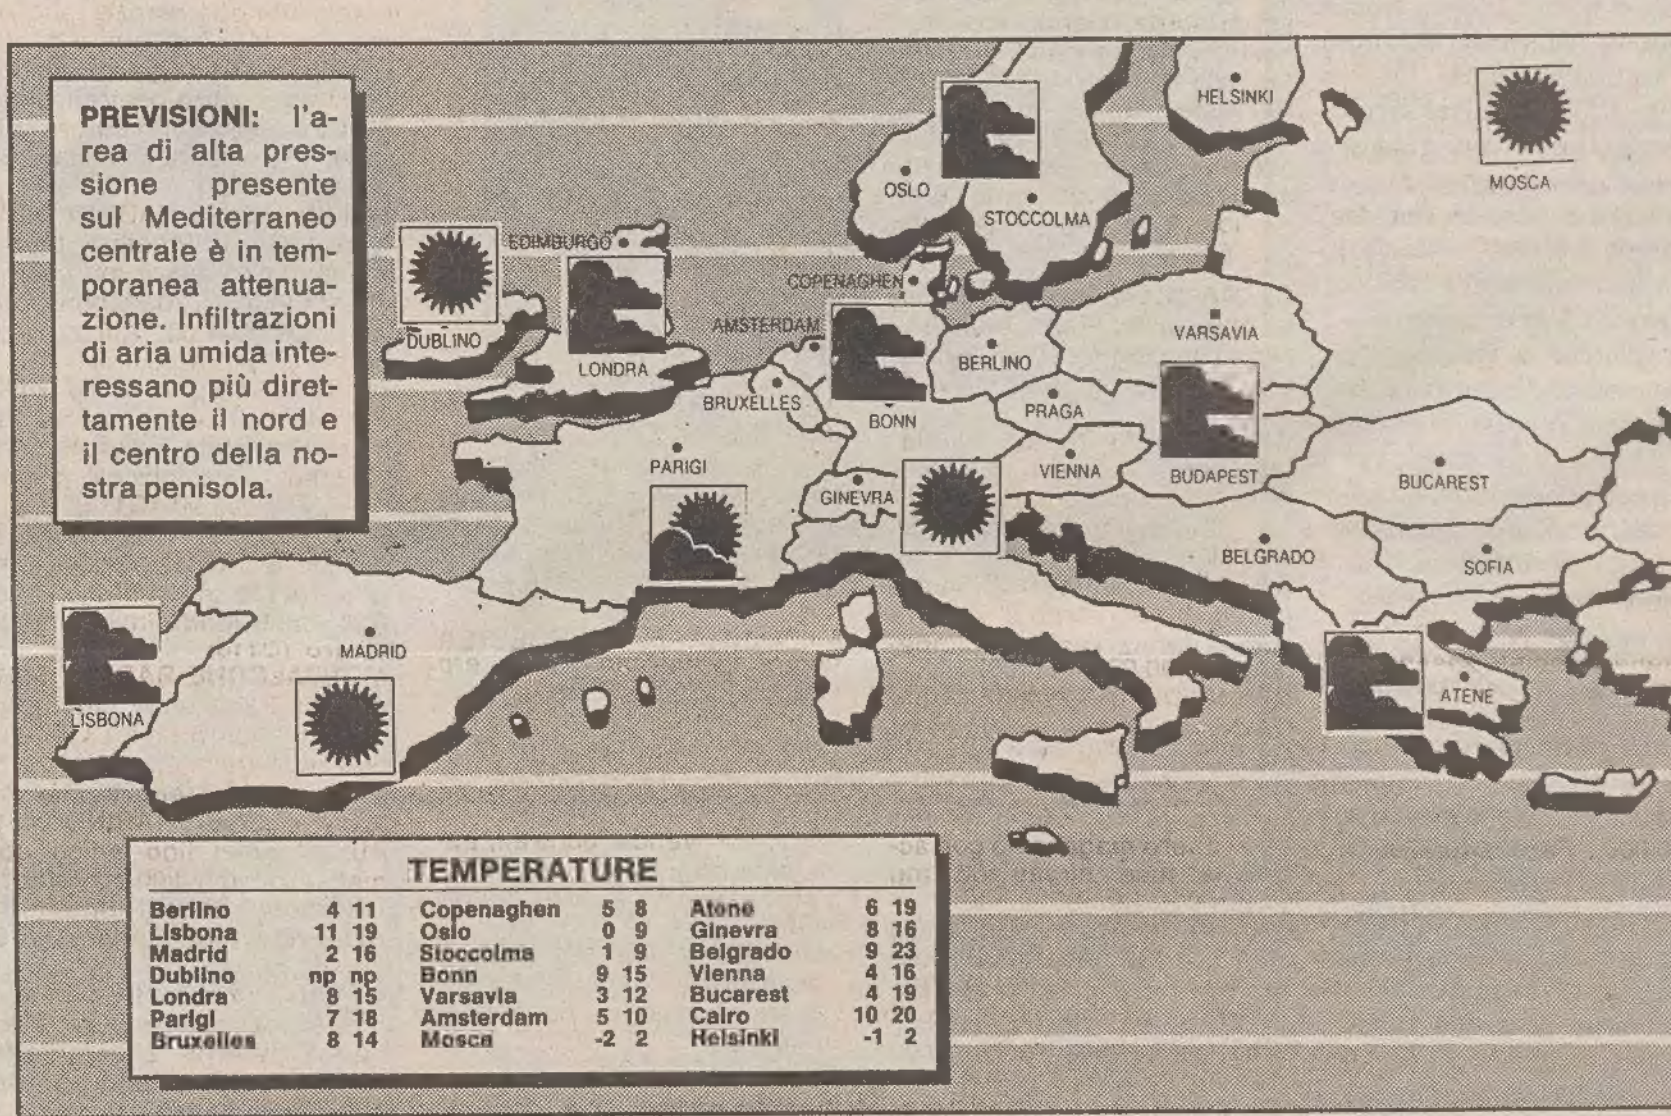 PREVISIONI: l'a-
rea di alta pres-
sione presente
sul Mediterraneo
centrale è in tem-
poranea attenua-
zione. Infiltrazioni
di aria umida inte-
ressano più diret-
tamente il nord e
il centro della no-
stra penisola.
HELSINKI
MOSCA
OSLO
STOCCOLMA
EDIMBURGO
COPENAGHEN
DUBLINO
AMSTERDAM
VARSAVIA
LONDRA
BERLINO
BRUXELLES
BONN
PRAGA
PARIGI
GINEVRA
VIENNA
BUDAPEST
BUCAREST
BELGRADO
SOFIA
MADRID
LISBONA
ATENE
TEMPERATURE
Berlino 4 11 Copenaghen 5 8 Atene 6 19
Lisbona 11 19 Oslo 0 9 Ginevra 8 16
Madrid 2 16 Stoccolma 1 9 Belgrado 9 23
Dublino np np Bonn 9 15 Vienna 4 16
Londra 8 15 Varsavia 3 12 Bucarest 4 19
Parigi 7 18 Amsterdam 5 10 Cairo 10 20
Bruxelles 8 14 Mosca -2 2 Helsinki -1 2